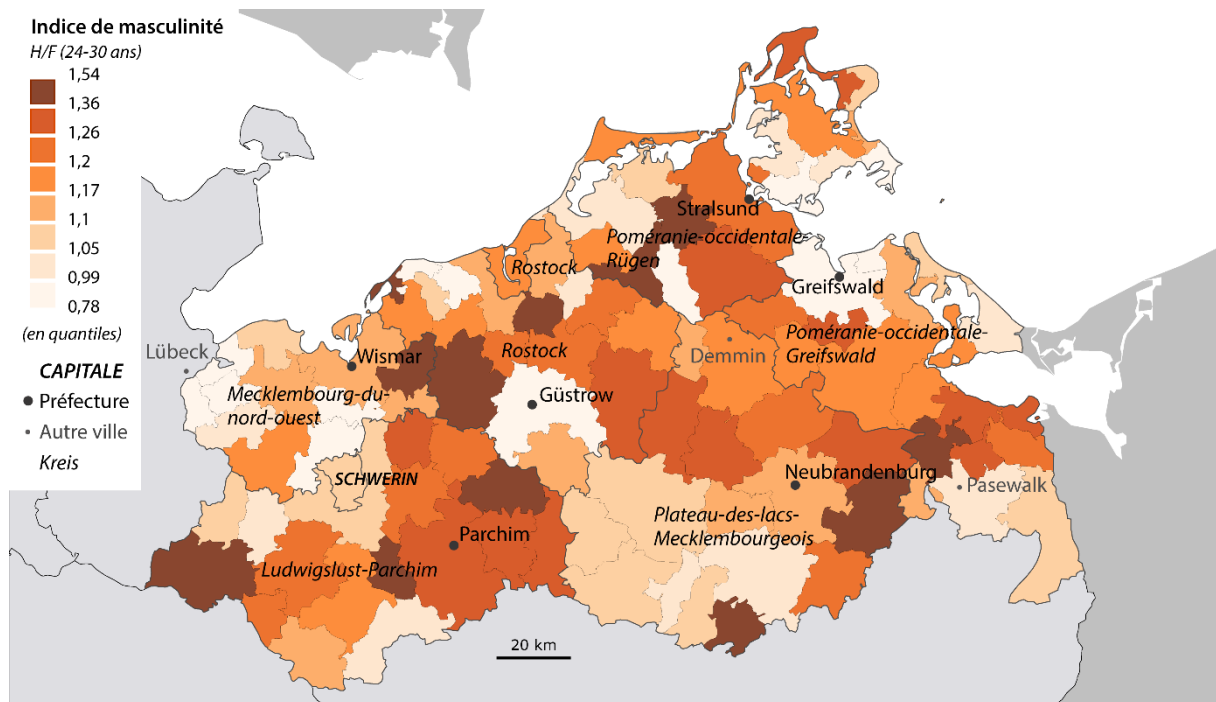 Indice de masculinité
H/F (24-30 ans)
1,54
1,36
1,26
1,2
1,17
1,1
1,05
0,99
0,78
(en quantiles)
CAPITALE
Préfecture
Autre ville
Kreis
Stralsund
Poméranie-occidentale-
Rügen
Rostock
Greifswald
Poméranie-occidentale-
Greifswald
Lübeck
Wismar
Rostock
Demmin
Mecklembourg-du-
nord-ouest
Güstrow
SCHWERIN
Neubrandenburg
Pasewalk
Plateau-des-lacs-
Mecklembourgeois
Parchim
Ludwigslust-Parchim
20 km